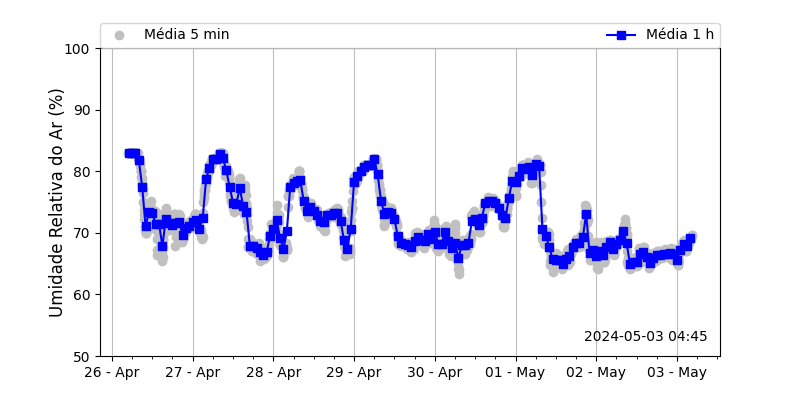 Média 5 min
Média 1 h
Umidade Relativa do Ar (%)
100
90
80
70
60
50
2024-05-03 04:45
26 - Apr
27 - Apr
28 - Apr
29 - Apr
30 - Apr
01 - May
02 - May
03 - May